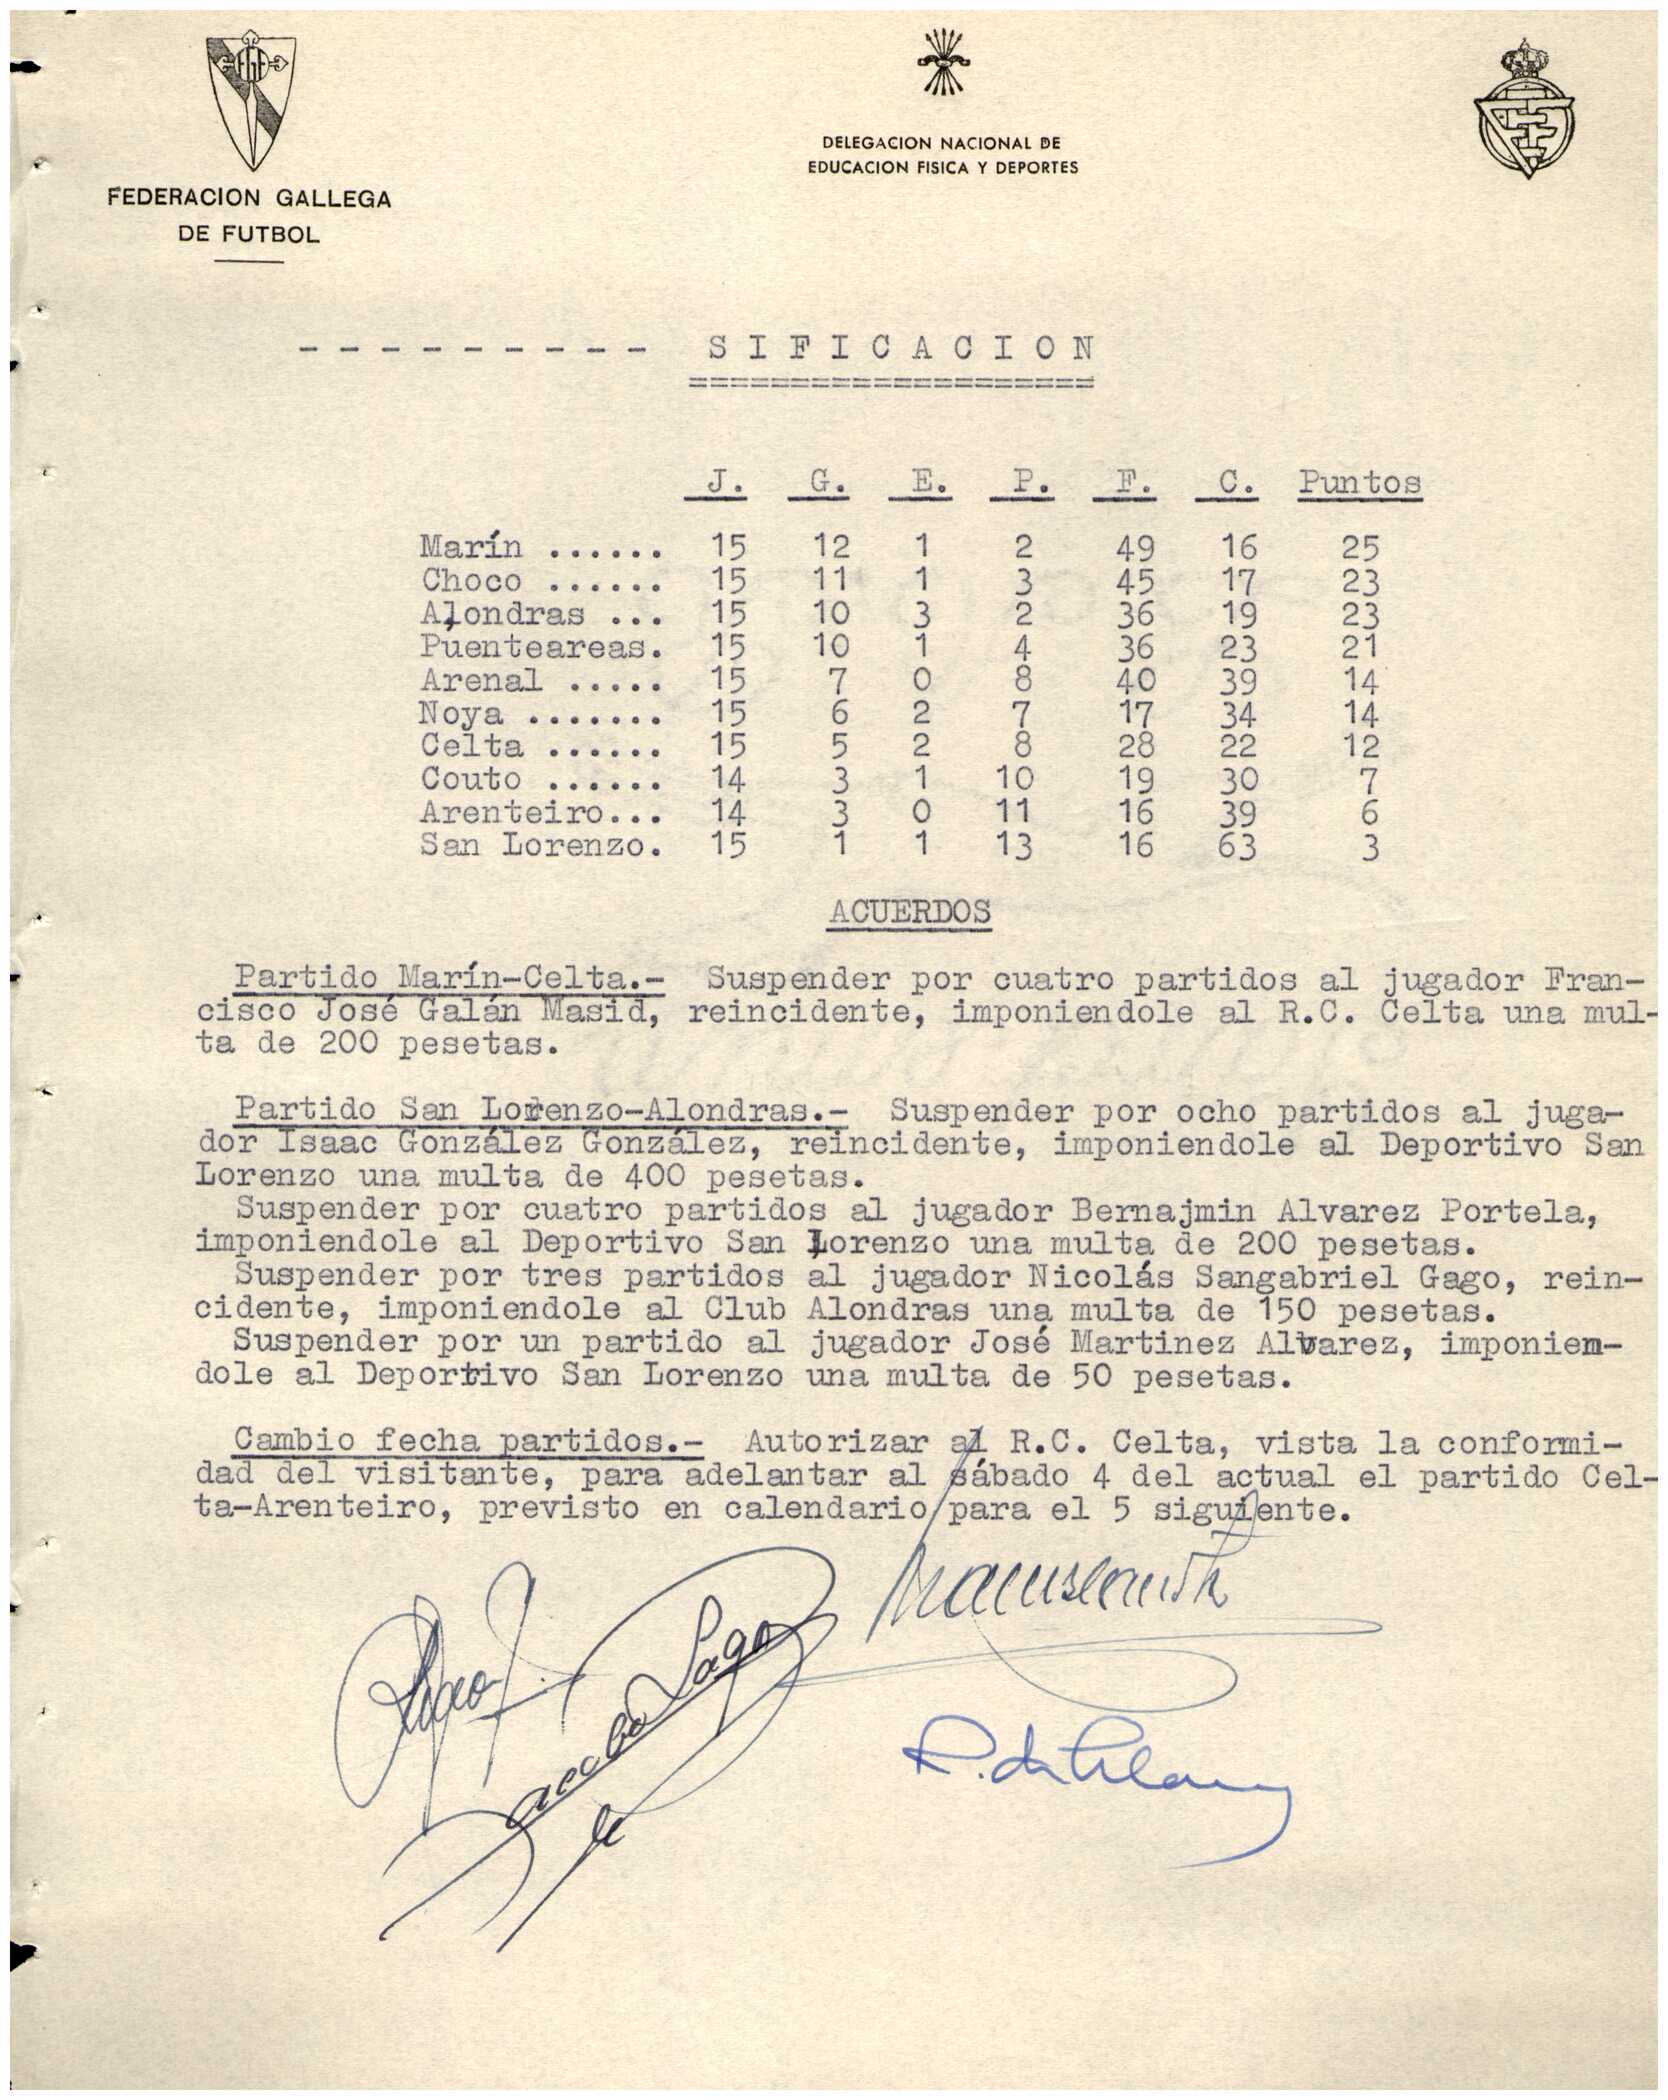 FGF
FEDERACION GALLEGA
DE FUTBOL
DELEGACION NACIONAL DE
EDUCACION FISICA Y DEPORTES
- - - - - - - - - S I F I C A C I O N
====================
J. G. E. P. F. C. Puntos
Marín ...... 15 12 1 2 49 16 25
Choco ...... 15 11 1 3 45 17 23
Alondras ... 15 10 3 2 36 19 23
Puenteareas. 15 10 1 4 36 23 21
Arenal ..... 15 7 0 8 40 39 14
Noya ....... 15 6 2 7 17 34 14
Celta ...... 15 5 2 8 28 22 12
Couto ...... 14 3 1 10 19 30 7
Arenteiro... 14 3 0 11 16 39 6
San Lorenzo. 15 1 1 13 16 63 3
ACUERDOS
Partido Marín-Celta.- Suspender por cuatro partidos al jugador Fran-
cisco José Galán Masid, reincidente, imponiendole al R.C. Celta una mul-
ta de 200 pesetas.
Partido San Lorenzo-Alondras.- Suspender por ocho partidos al juga-
dor Isaac González González, reincidente, imponiendole al Deportivo San
Lorenzo una multa de 400 pesetas.
Suspender por cuatro partidos al jugador Bernajmin Alvarez Portela,
imponiendole al Deportivo San Lorenzo una multa de 200 pesetas.
Suspender por tres partidos al jugador Nicolás Sangabriel Gago, rein-
cidente, imponiendole al Club Alondras una multa de 150 pesetas.
Suspender por un partido al jugador José Martinez Alvarez, imponien-
dole al Deportivo San Lorenzo una multa de 50 pesetas.
Cambio fecha partidos.- Autorizar al R.C. Celta, vista la conformi-
dad del visitante, para adelantar al sábado 4 del actual el partido Cel-
ta-Arenteiro, previsto en calendario para el 5 siguiente.
Jacobo Lago